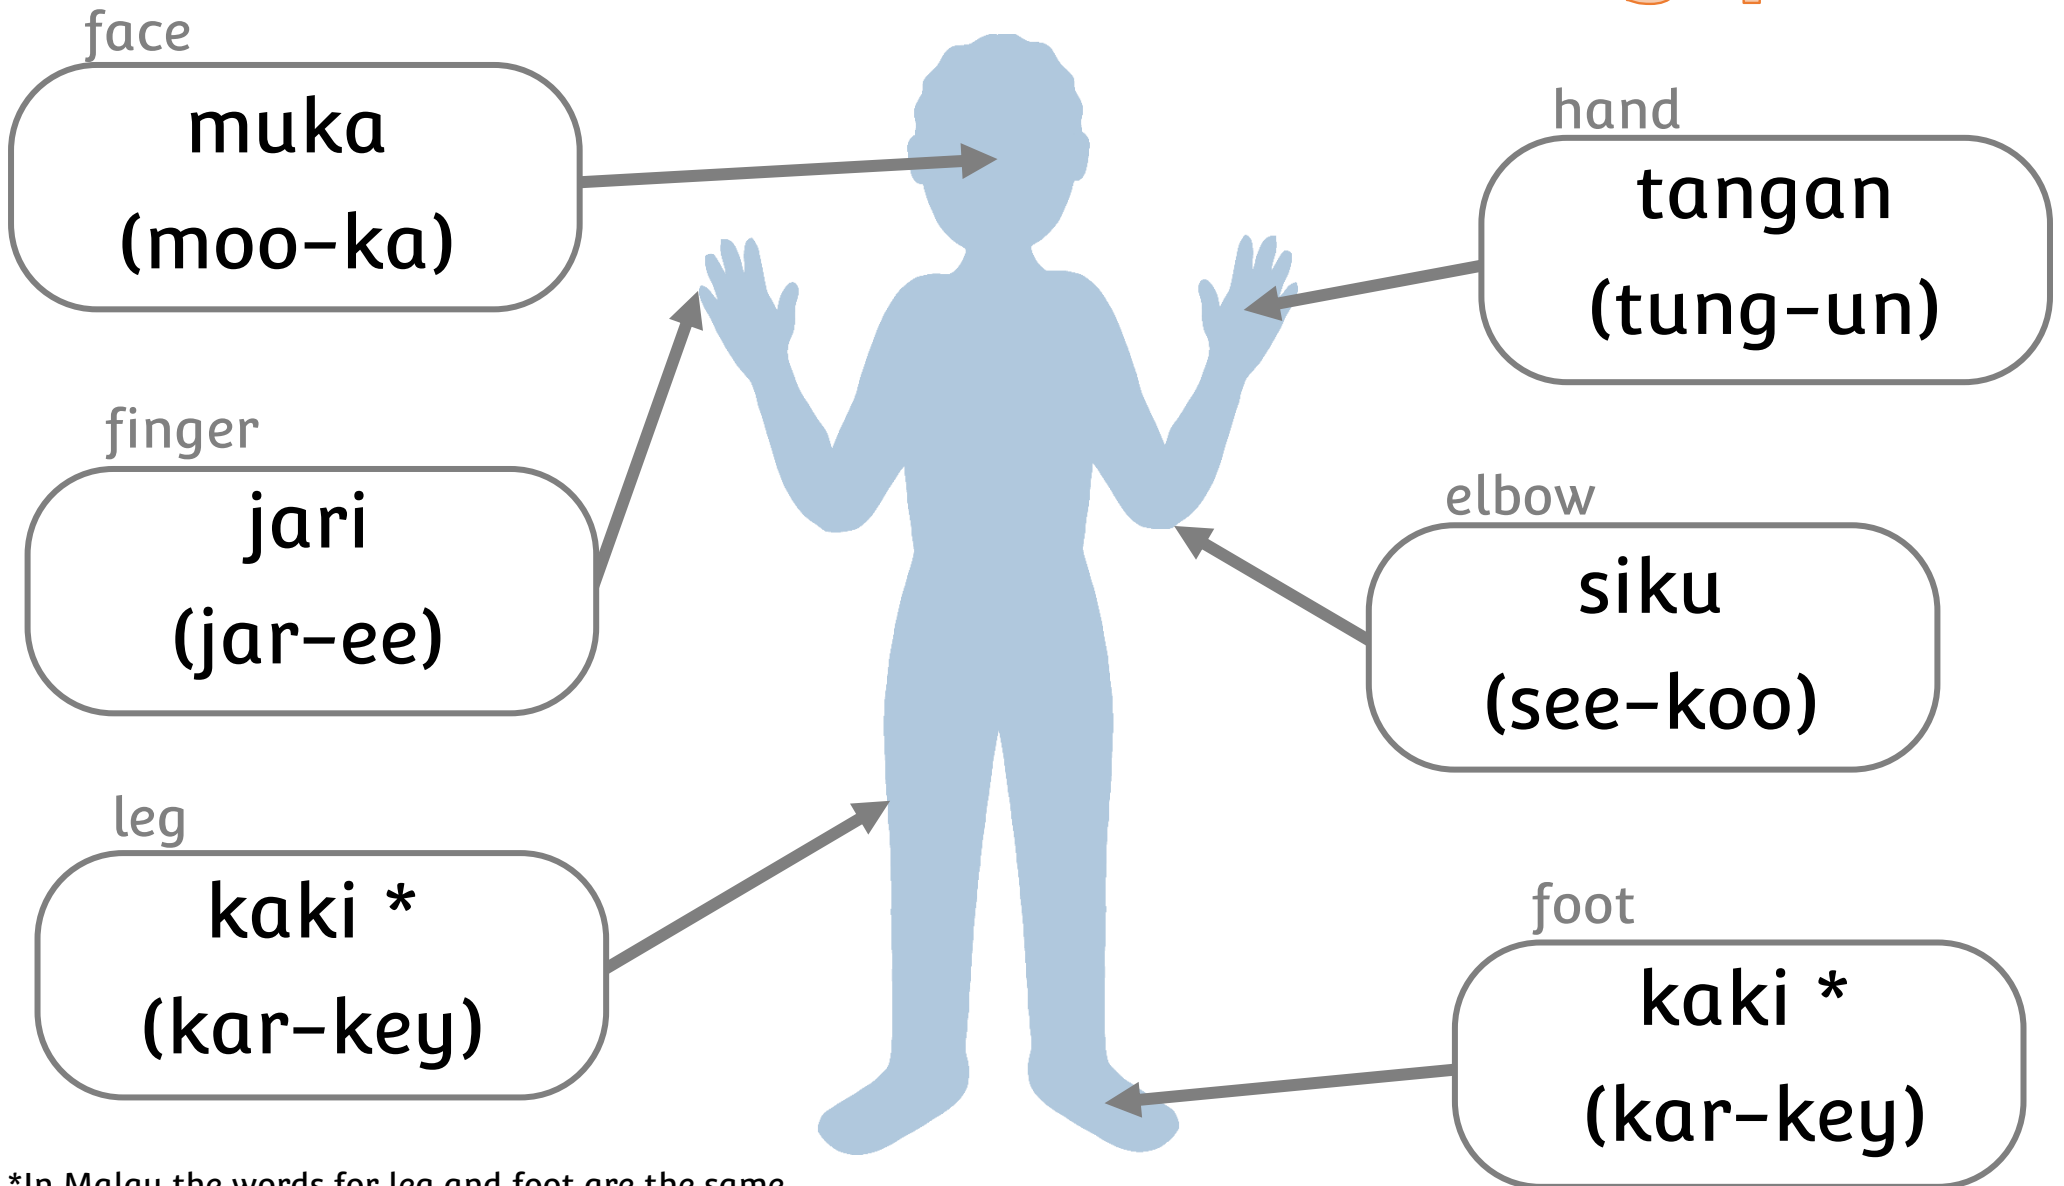 face
muka
(moo-ka)
hand
tangan
(tung-un)
finger
jari
(jar-ee)
elbow
siku
(see-koo)
leg
kaki *
(kar-key)
foot
kaki *
(kar-key)
*In Malay the words for leg and foot are the same